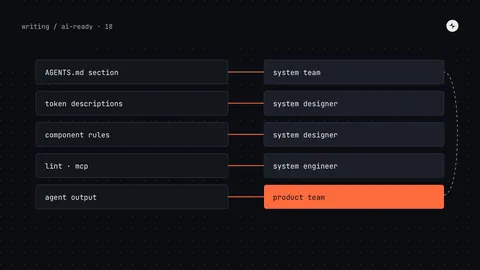 writing / ai-ready · 18
AGENTS.md section
system team
token descriptions
system designer
component rules
system designer
lint · mcp
system engineer
agent output
product team